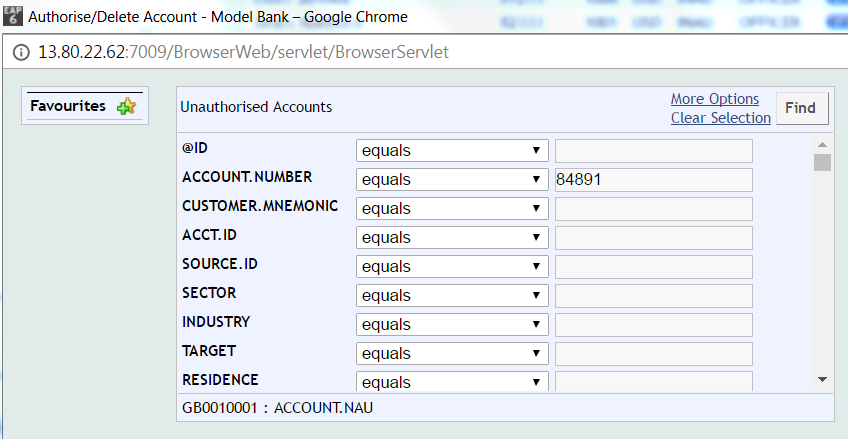 EAP
6
Authorise/Delete Account - Model Bank – Google Chrome
13.80.22.62:7009/BrowserWeb/servlet/BrowserServlet
Favourites
Unauthorised Accounts
More Options
Clear Selection
Find
@ID equals
ACCOUNT.NUMBER equals 84891
CUSTOMER.MNEMONIC equals
ACCT.ID equals
SOURCE.ID equals
SECTOR equals
INDUSTRY equals
TARGET equals
RESIDENCE equals
GB0010001 : ACCOUNT.NAU